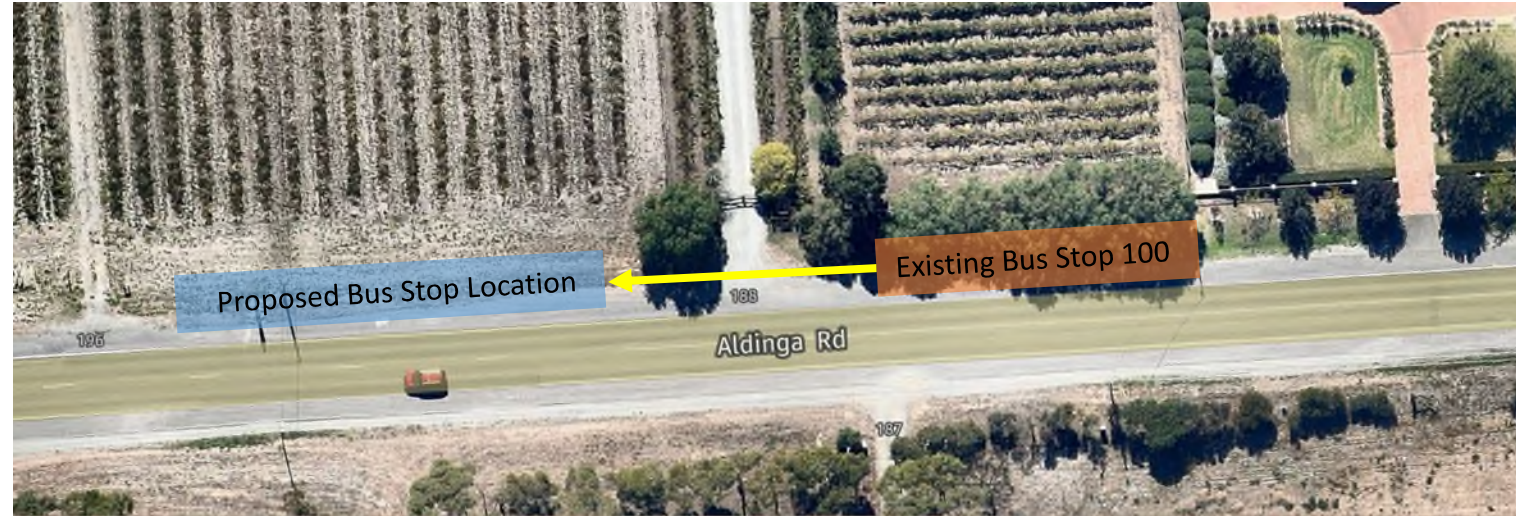 Existing Bus Stop 100
Proposed Bus Stop Location
188
196
Aldinga Rd
187